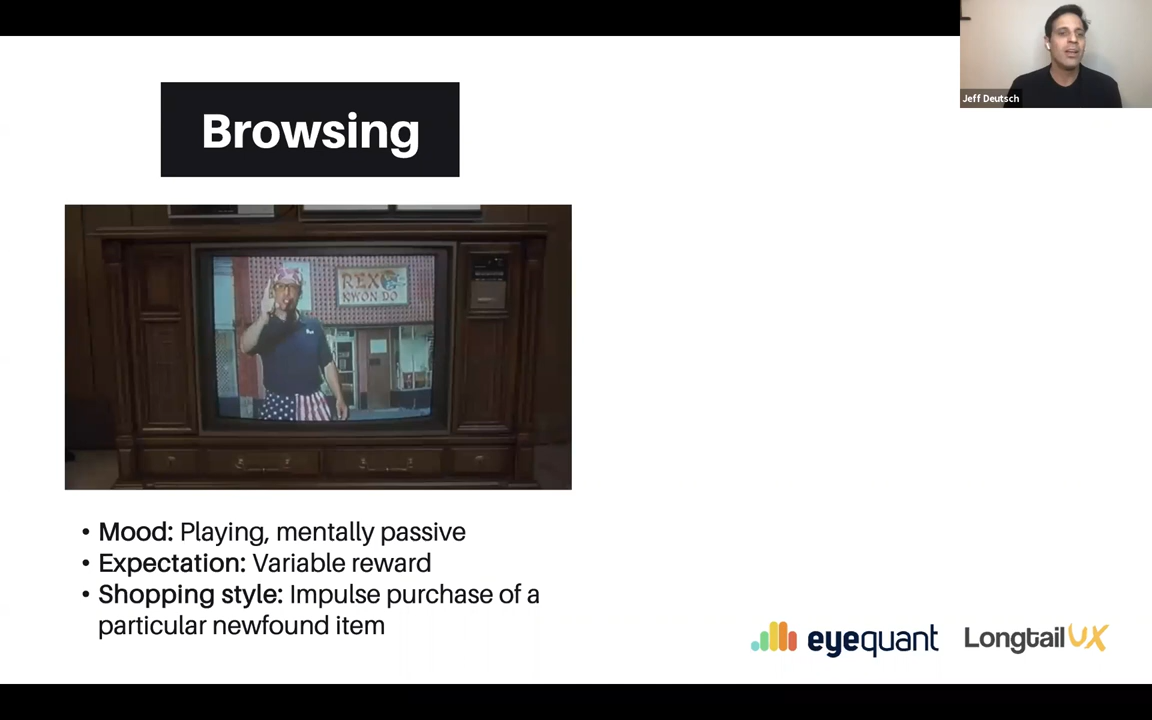 Browsing
Jeff Deutsch
REX
KWON DO
• Mood: Playing, mentally passive
• Expectation: Variable reward
• Shopping style: Impulse purchase of a
particular newfound item
eyequant
LongtailUX